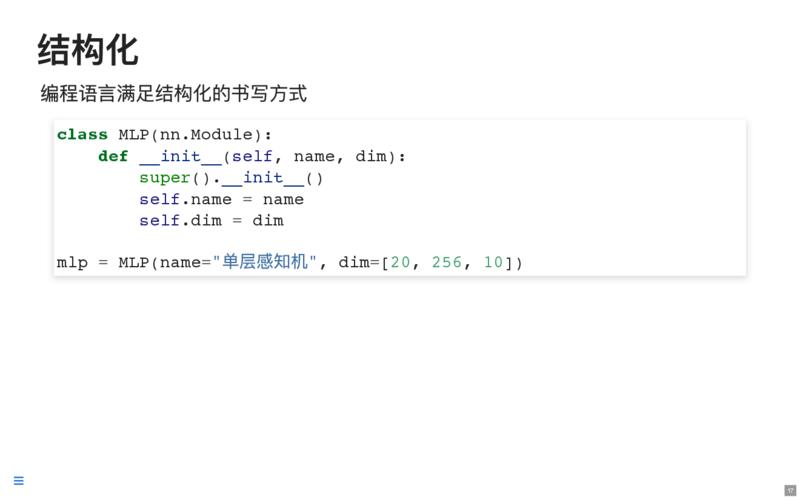 结构化
编程语言满足结构化的书写方式
class MLP(nn.Module):
    def __init__(self, name, dim):
        super().__init__()
        self.name = name
        self.dim = dim
mlp = MLP(name="单层感知机", dim=[20, 256, 10])
17